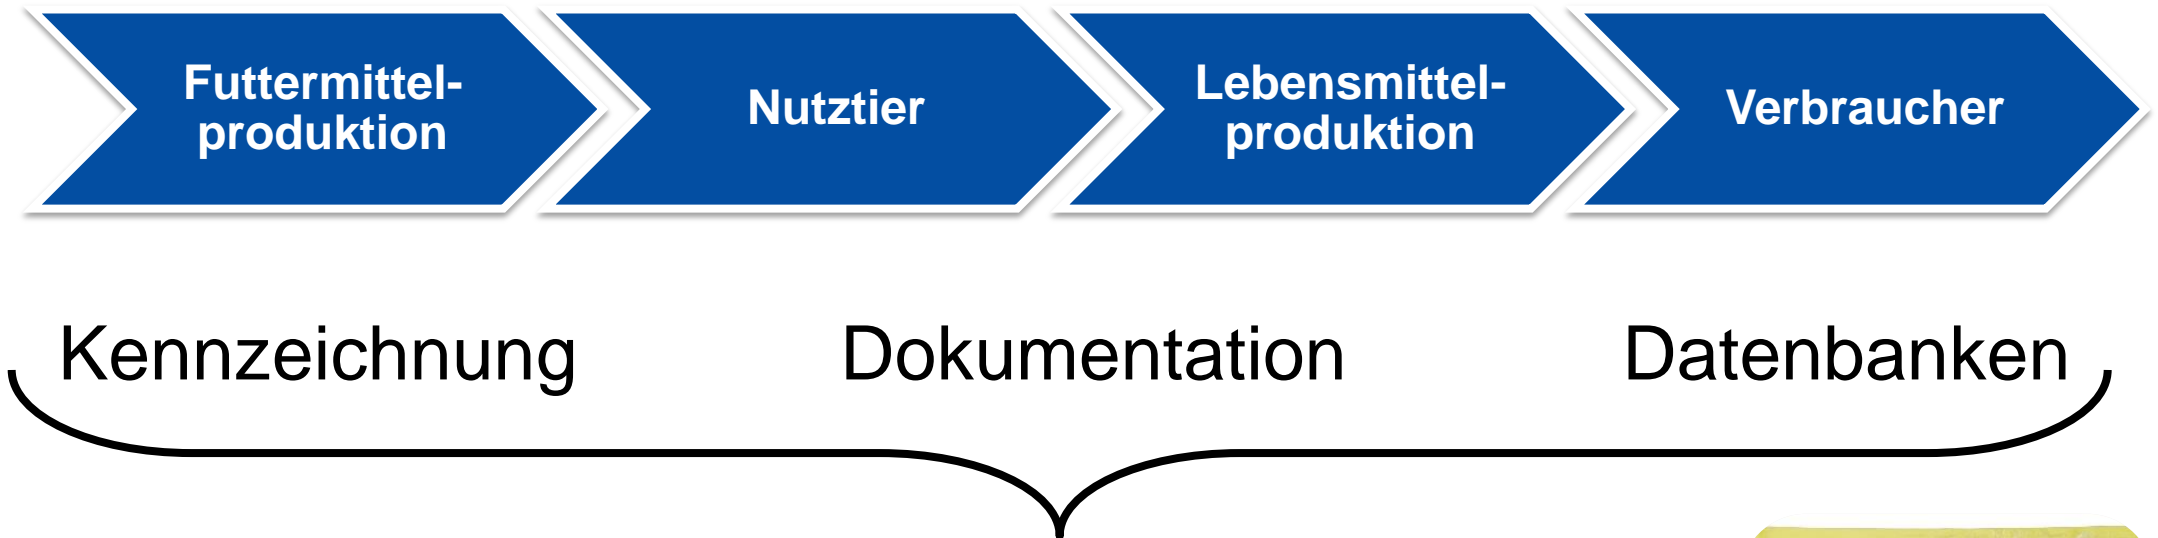 Futtermittel-
produktion
Nutztier
Lebensmittel-
produktion
Verbraucher
Kennzeichnung Dokumentation Datenbanken